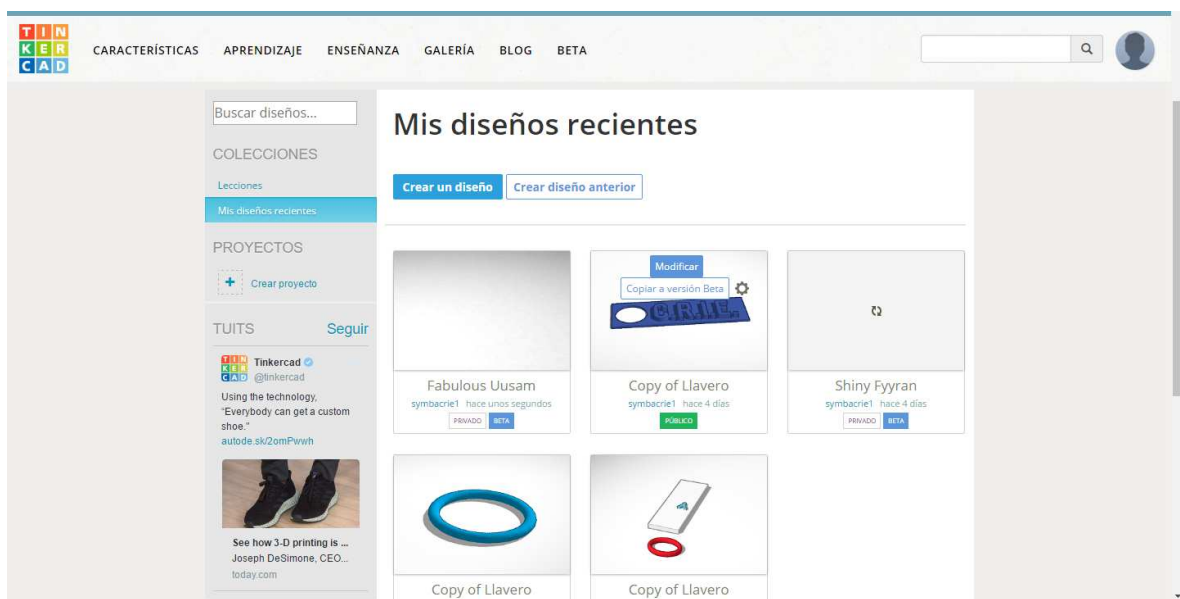 TIN
KER
CAD
CARACTERÍSTICAS APRENDIZAJE ENSEÑANZA GALERÍA BLOG BETA
Buscar diseños...
COLECCIONES
Lecciones
Mis diseños recientes
PROYECTOS
+ Crear proyecto
TUITS Seguir
TIN
KER
CAD
Tinkercad
@tinkercad
Using the technology,
"Everybody can get a custom
shoe."
autode.sk/2omPwwh
See how 3-D printing is ...
Joseph DeSimone, CEO...
today.com
Mis diseños recientes
Crear un diseño Crear diseño anterior
Fabulous Uusam
symbacrie1 hace unos segundos
PRIVADO BETA
Modificar
Copiar a versión Beta
C.R.I.E.
Copy of Llavero
symbacrie1 hace 4 días
PÚBLICO
Shiny Fyyran
symbacrie1 hace 4 días
PRIVADO BETA
Copy of Llavero
Copy of Llavero